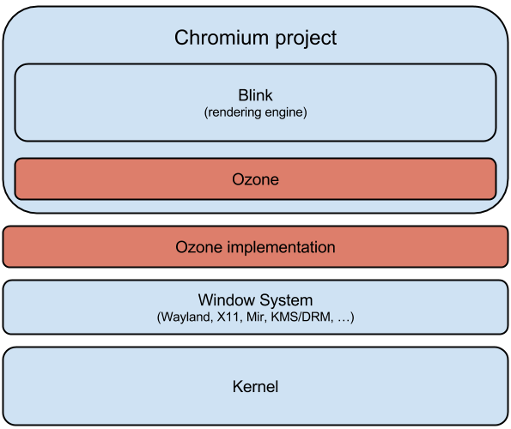 Chromium project
Blink
(rendering engine)
Ozone
Ozone implementation
Window System
(Wayland, X11, Mir, KMS/DRM, ...)
Kernel